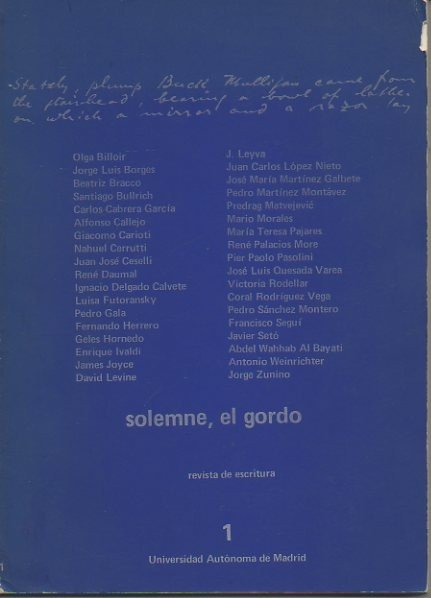 Stately, plump Buck Mulligan came from
the stairhead, bearing a bowl of lather
on which a mirror and a razor lay
Olga Billoir
Jorge Luis Borges
Beatriz Bracco
Santiago Bullrich
Carlos Cabrera García
Alfonso Callejo
Giacomo Carioti
Nahuel Cerrutti
Juan José Ceselli
René Daumal
Ignacio Delgado Calvete
Luisa Futoransky
Pedro Gala
Fernando Herrero
Geles Hornedo
Enrique Ivaldi
James Joyce
David Levine
J. Leyva
Juan Carlos López Nieto
José María Martínez Galbete
Pedro Martínez Montávez
Predrag Matvejević
Mario Morales
María Teresa Pajares
René Palacios More
Pier Paolo Pasolini
José Luis Quesada Varea
Victoria Rodellar
Coral Rodríguez Vega
Pedro Sánchez Montero
Francisco Seguí
Javier Setó
Abdel Wahhab Al Bayati
Antonio Weinrichter
Jorge Zunino
solemne, el gordo
revista de escritura
1
Universidad Autónoma de Madrid
1